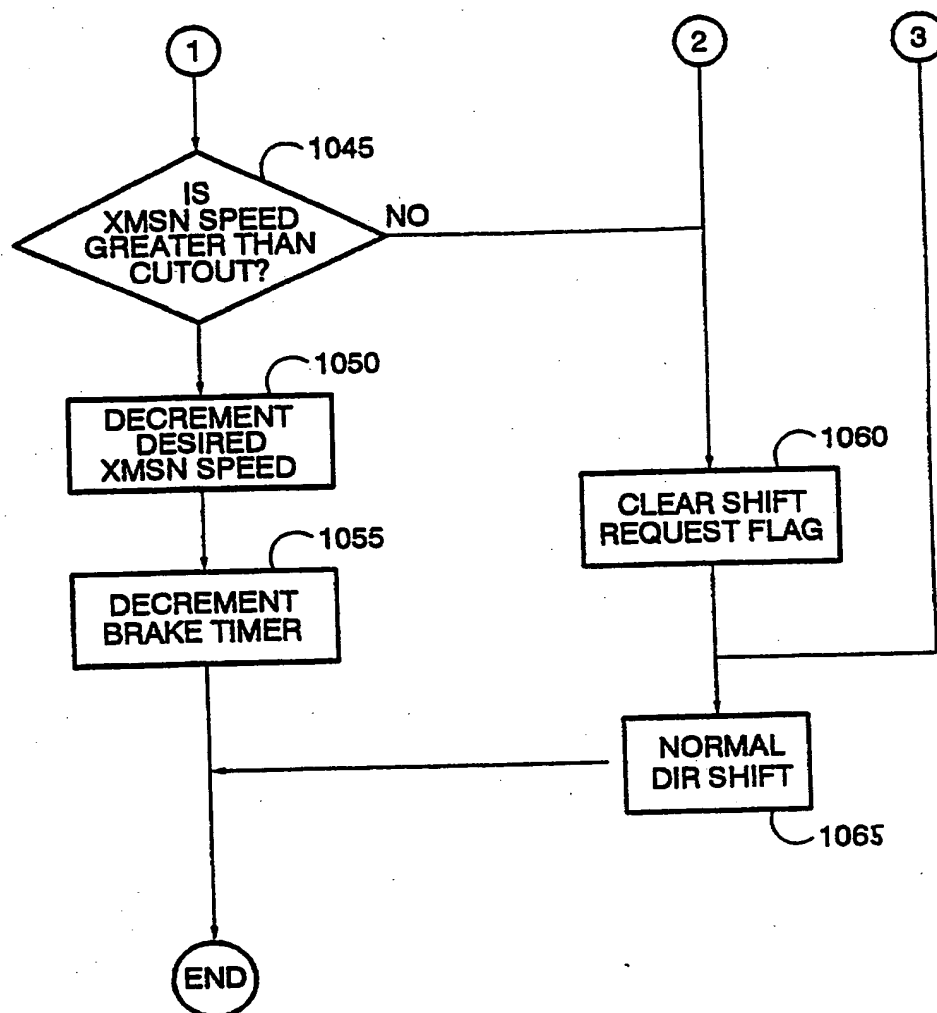 1
2
3
1045
IS
XMSN SPEED
GREATER THAN
CUTOUT?
NO
1050
DECREMENT
DESIRED
XMSN SPEED
1060
CLEAR SHIFT
REQUEST FLAG
1055
DECREMENT
BRAKE TIMER
NORMAL
DIR SHIFT
1065
END